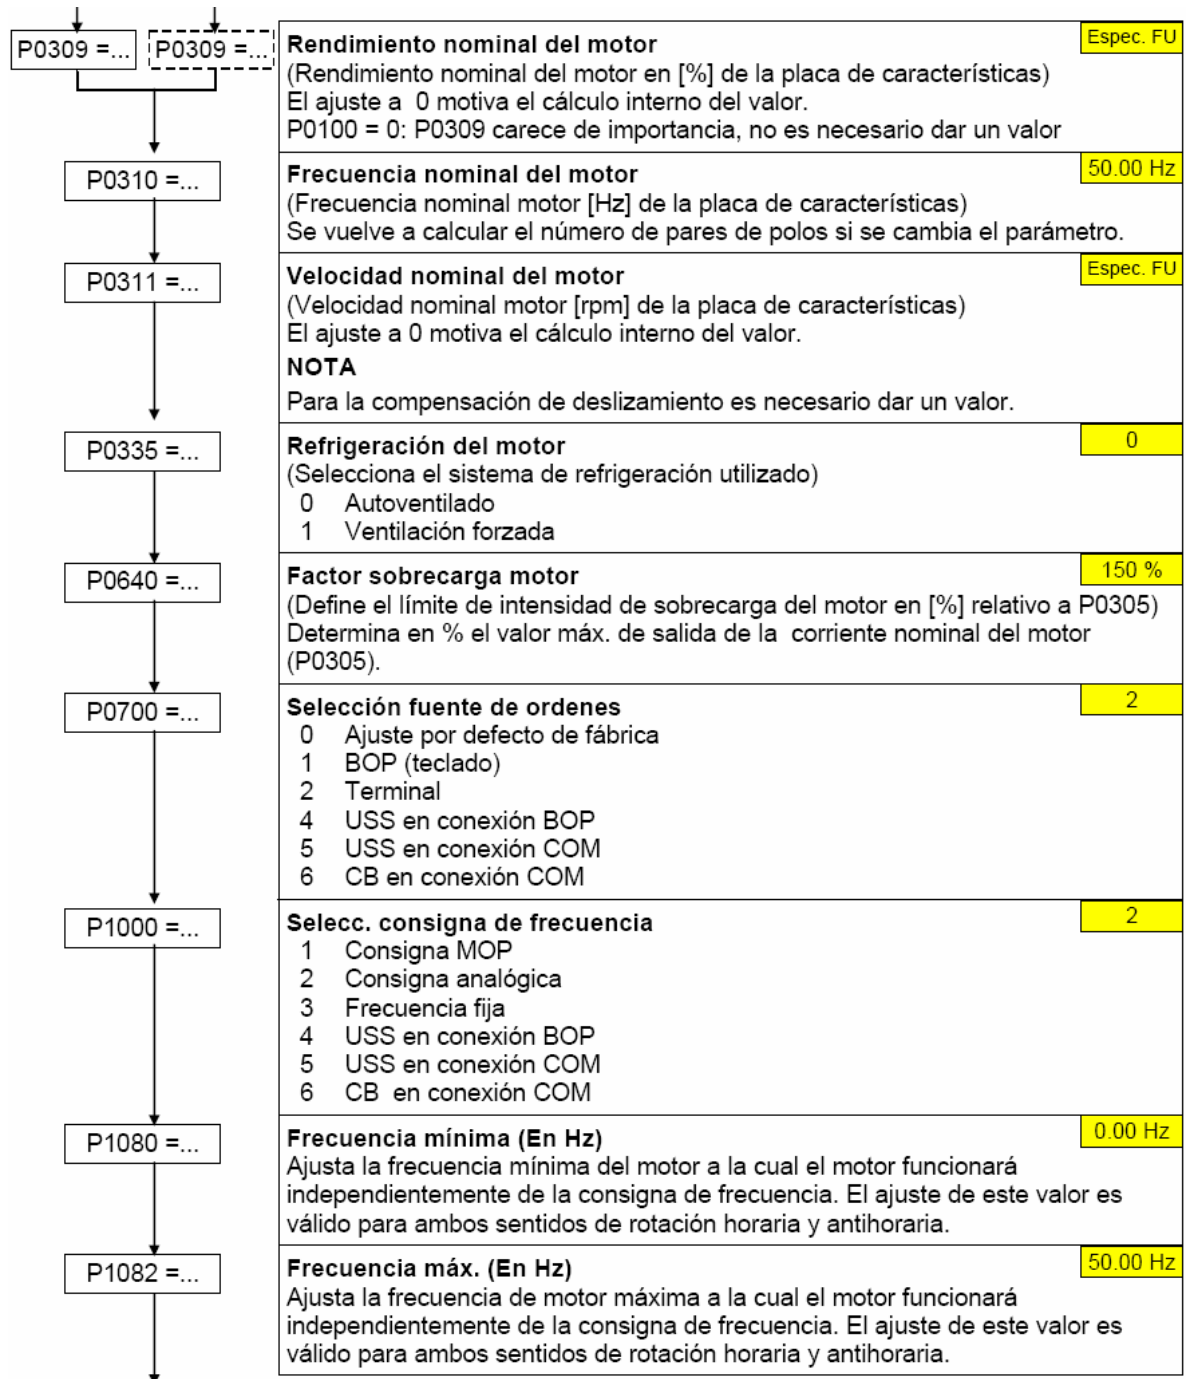 P0309 =...
P0309 =...
Rendimiento nominal del motor
Espec. FU
(Rendimiento nominal del motor en [%] de la placa de características)
El ajuste a 0 motiva el cálculo interno del valor.
P0100 = 0: P0309 carece de importancia, no es necesario dar un valor
P0310 =...
Frecuencia nominal del motor
50.00 Hz
(Frecuencia nominal motor [Hz] de la placa de características)
Se vuelve a calcular el número de pares de polos si se cambia el parámetro.
P0311 =...
Velocidad nominal del motor
Espec. FU
(Velocidad nominal motor [rpm] de la placa de características)
El ajuste a 0 motiva el cálculo interno del valor.
NOTA
Para la compensación de deslizamiento es necesario dar un valor.
P0335 =...
Refrigeración del motor
0
(Selecciona el sistema de refrigeración utilizado)
0 Autoventilado
1 Ventilación forzada
P0640 =...
Factor sobrecarga motor
150 %
(Define el límite de intensidad de sobrecarga del motor en [%] relativo a P0305)
Determina en % el valor máx. de salida de la corriente nominal del motor
(P0305).
P0700 =...
Selección fuente de ordenes
2
0 Ajuste por defecto de fábrica
1 BOP (teclado)
2 Terminal
4 USS en conexión BOP
5 USS en conexión COM
6 CB en conexión COM
P1000 =...
Selecc. consigna de frecuencia
2
1 Consigna MOP
2 Consigna analógica
3 Frecuencia fija
4 USS en conexión BOP
5 USS en conexión COM
6 CB en conexión COM
P1080 =...
Frecuencia mínima (En Hz)
0.00 Hz
Ajusta la frecuencia mínima del motor a la cual el motor funcionará
independientemente de la consigna de frecuencia. El ajuste de este valor es
válido para ambos sentidos de rotación horaria y antihoraria.
P1082 =...
Frecuencia máx. (En Hz)
50.00 Hz
Ajusta la frecuencia de motor máxima a la cual el motor funcionará
independientemente de la consigna de frecuencia. El ajuste de este valor es
válido para ambos sentidos de rotación horaria y antihoraria.